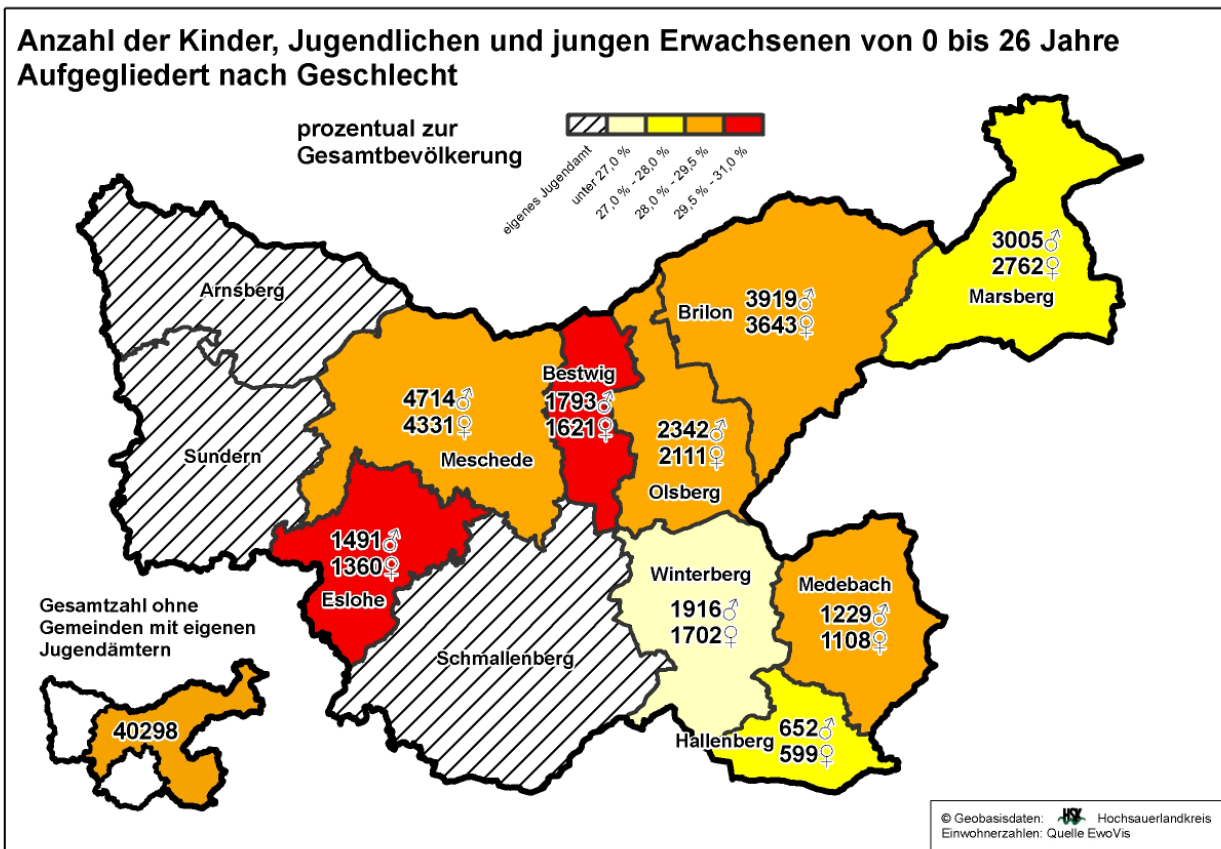 Anzahl der Kinder, Jugendlichen und jungen Erwachsenen von 0 bis 26 Jahre
Aufgegliedert nach Geschlecht
prozentual zur
Gesamtbevölkerung
eigenes Jugendamt
unter 27,0 %
27,0 % - 28,0 %
28,0 % - 29,5 %
29,5 % - 31,0 %
3005♂
2762♀
Marsberg
Arnsberg
Brilon
3919♂
3643♀
Bestwig
1793♂
1621♀
4714♂
4331♀
Meschede
2342♂
2111♀
Olsberg
Sundern
1491♂
1360♀
Eslohe
Winterberg
1916♂
1702♀
Medebach
1229♂
1108♀
Schmallenberg
Hallenberg
652♂
599♀
Gesamtzahl ohne
Gemeinden mit eigenen
Jugendämtern
40298
© Geobasisdaten: HSK Hochsauerlandkreis
Einwohnerzahlen: Quelle EwoVis